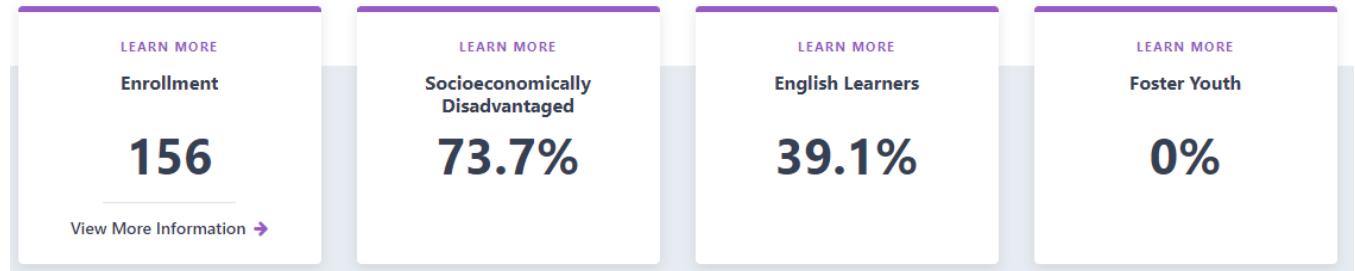 LEARN MORE
Enrollment
156
View More Information
LEARN MORE
Socioeconomically
Disadvantaged
73.7%
LEARN MORE
English Learners
39.1%
LEARN MORE
Foster Youth
0%